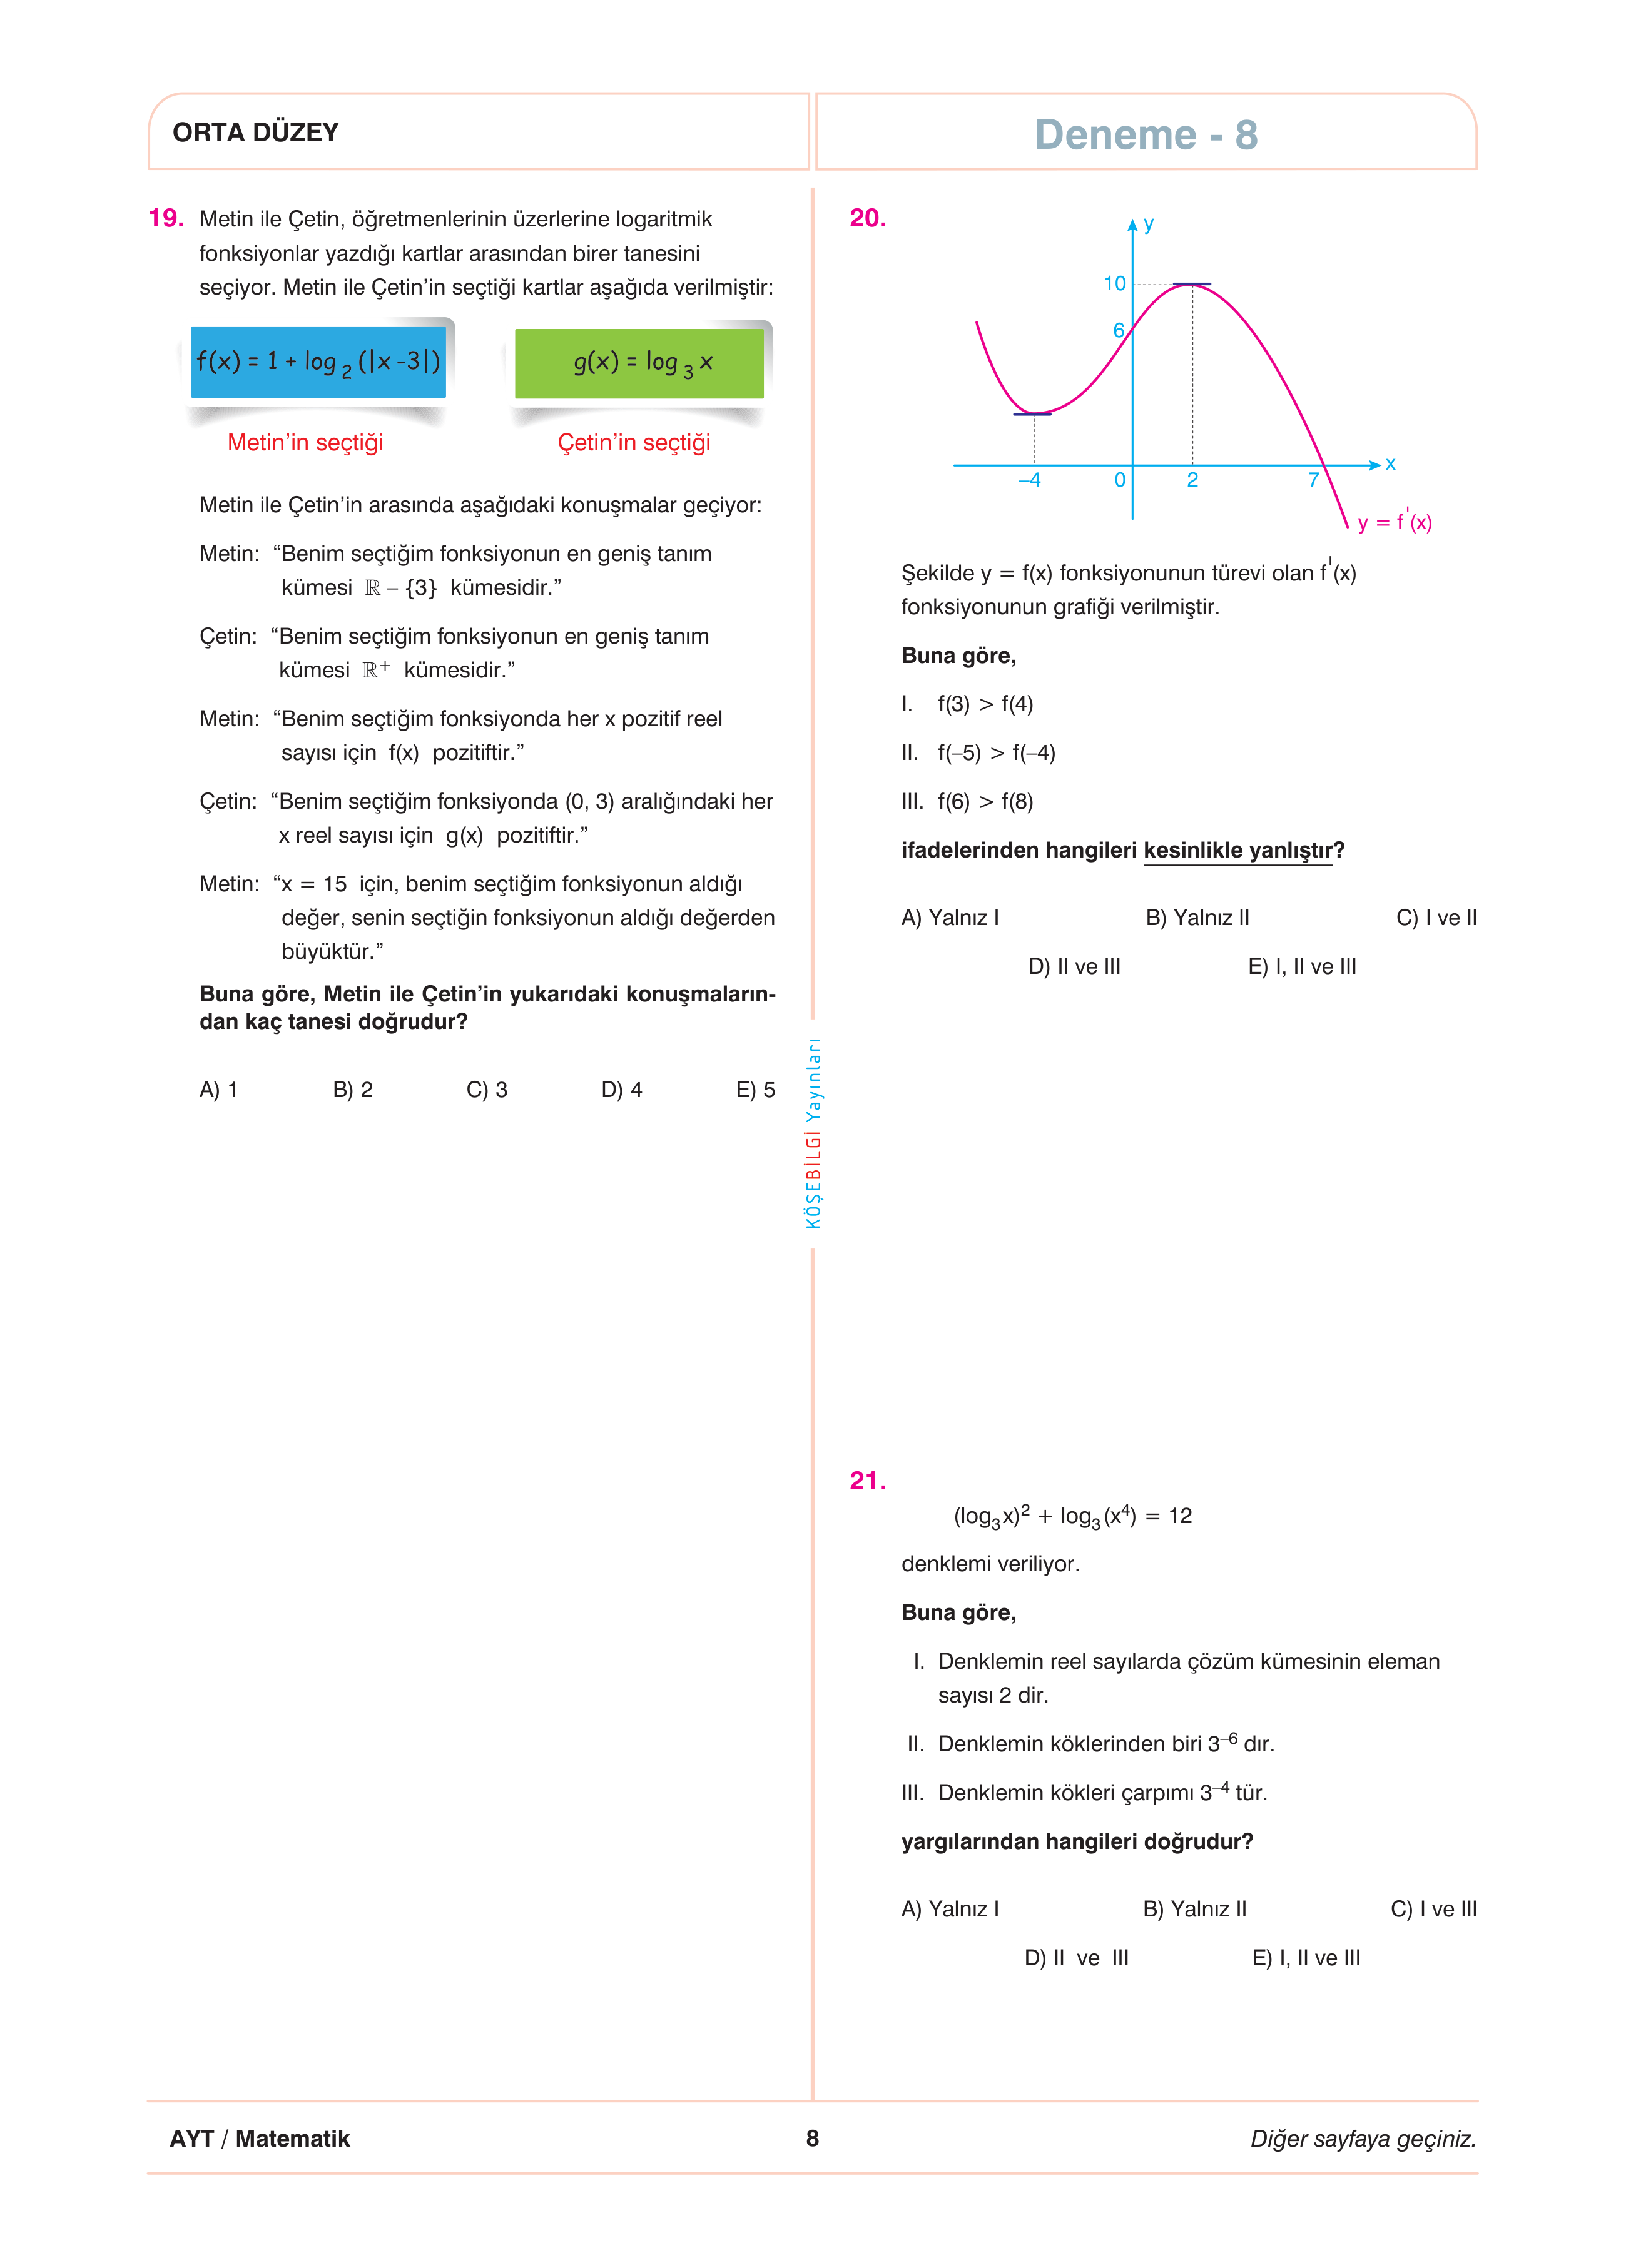 ORTA DÜZEY
Deneme - 8
19. Metin ile Çetin, öğretmenlerinin üzerlerine logaritmik
fonksiyonlar yazdığı kartlar arasından birer tanesini
seçiyor. Metin ile Çetin’in seçtiği kartlar aşağıda verilmiştir:
f(x) = 1 + log₂(|x -3|)
g(x) = log₃x
Metin’in seçtiği
Çetin’in seçtiği
Metin ile Çetin’in arasında aşağıdaki konuşmalar geçiyor:
Metin: “Benim seçtiğim fonksiyonun en geniş tanım
kümesi ℝ – {3} kümesidir.”
Çetin: “Benim seçtiğim fonksiyonun en geniş tanım
kümesi ℝ⁺ kümesidir.”
Metin: “Benim seçtiğim fonksiyonda her x pozitif reel
sayısı için f(x) pozitiftir.”
Çetin: “Benim seçtiğim fonksiyonda (0, 3) aralığındaki her
x reel sayısı için g(x) pozitiftir.”
Metin: “x = 15 için, benim seçtiğim fonksiyonun aldığı
değer, senin seçtiğin fonksiyonun aldığı değerden
büyüktür.”
Buna göre, Metin ile Çetin’in yukarıdaki konuşmaların-
dan kaç tanesi doğrudur?
A) 1 B) 2 C) 3 D) 4 E) 5
KÖŞEBİLGİ Yayınları
20.
y
10
6
–4 0 2 7 x
y = f'(x)
Şekilde y = f(x) fonksiyonunun türevi olan f'(x)
fonksiyonunun grafiği verilmiştir.
Buna göre,
I. f(3) > f(4)
II. f(–5) > f(–4)
III. f(6) > f(8)
ifadelerinden hangileri kesinlikle yanlıştır?
A) Yalnız I B) Yalnız II C) I ve II
D) II ve III E) I, II ve III
21.
(log₃x)² + log₃(x⁴) = 12
denklemi veriliyor.
Buna göre,
I. Denklemin reel sayılarda çözüm kümesinin eleman
sayısı 2 dir.
II. Denklemin köklerinden biri 3⁻⁶ dır.
III. Denklemin kökleri çarpımı 3⁻⁴ tür.
yargılarından hangileri doğrudur?
A) Yalnız I B) Yalnız II C) I ve III
D) II ve III E) I, II ve III
AYT / Matematik
8
Diğer sayfaya geçiniz.